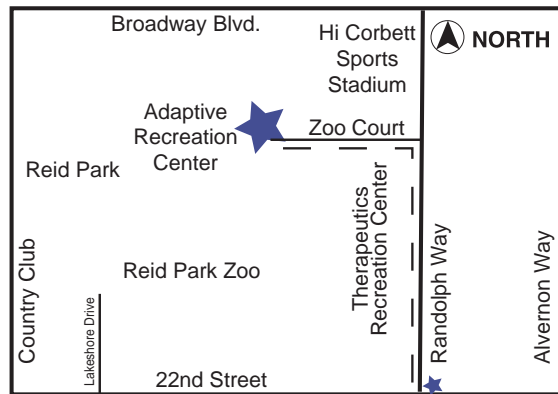 Broadway Blvd.
Hi Corbett
Sports
Stadium
NORTH
Adaptive
Recreation
Center
Zoo Court
Reid Park
Therapeutics
Recreation Center
Reid Park Zoo
Country Club
Lakeshore Drive
Randolph Way
Alvernon Way
22nd Street